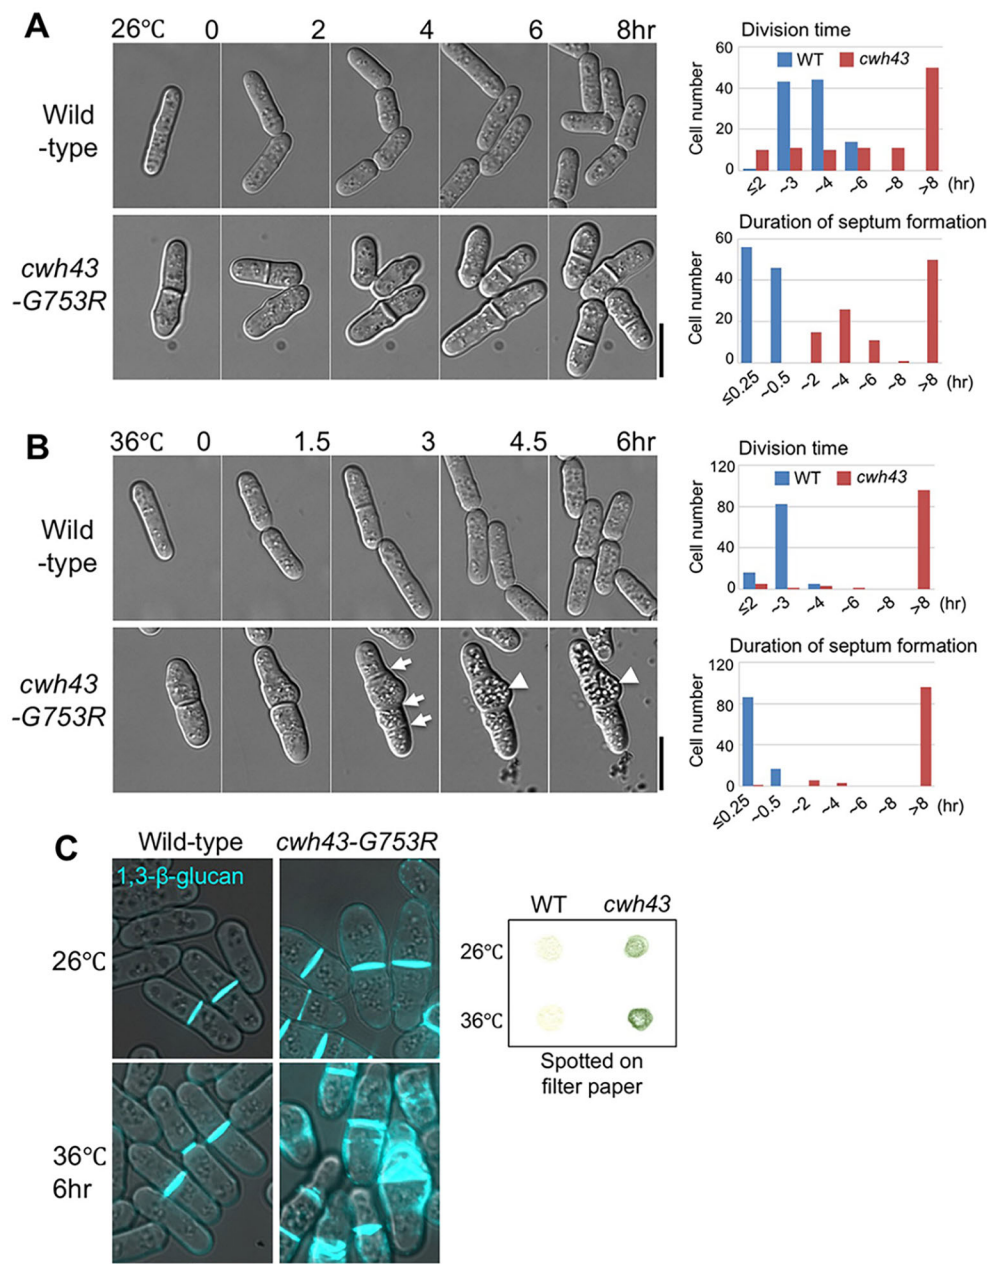 A
26℃ 0 2 4 6 8hr
Wild
-type
cwh43
-G753R
Division time
Cell number
60
40
20
0
WT cwh43
≤2 ~3 ~4 ~6 ~8 >8 (hr)
Duration of septum formation
Cell number
60
40
20
0
≤0.25 ~0.5 ~2 ~4 ~6 ~8 >8 (hr)
B
36℃ 0 1.5 3 4.5 6hr
Wild
-type
cwh43
-G753R
Division time
Cell number
120
80
40
0
WT cwh43
≤2 ~3 ~4 ~6 ~8 >8 (hr)
Duration of septum formation
Cell number
120
80
40
0
≤0.25 ~0.5 ~2 ~4 ~6 ~8 >8 (hr)
C
Wild-type cwh43-G753R
1,3-β-glucan
26℃
36℃
6hr
WT cwh43
26℃
36℃
Spotted on
filter paper